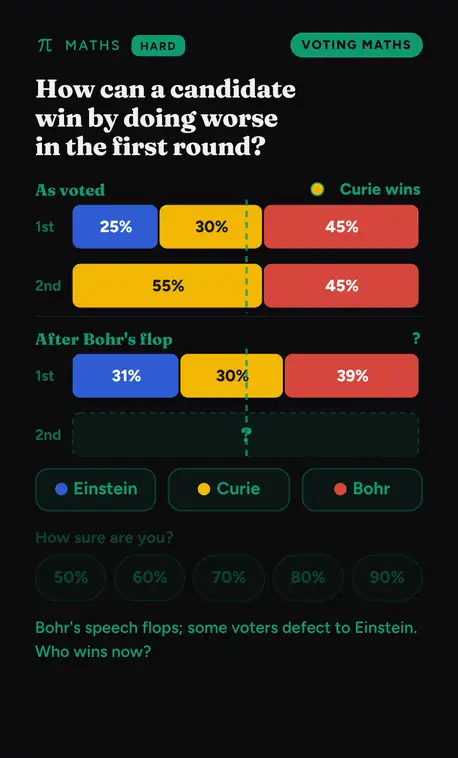 π MATHS HARD VOTING MATHS
How can a candidate
win by doing worse
in the first round?
As voted Curie wins
1st 25% 30% 45%
2nd 55% 45%
After Bohr's flop ?
1st 31% 30% 39%
2nd ?
Einstein Curie Bohr
How sure are you?
50% 60% 70% 80% 90%
Bohr's speech flops; some voters defect to Einstein.
Who wins now?